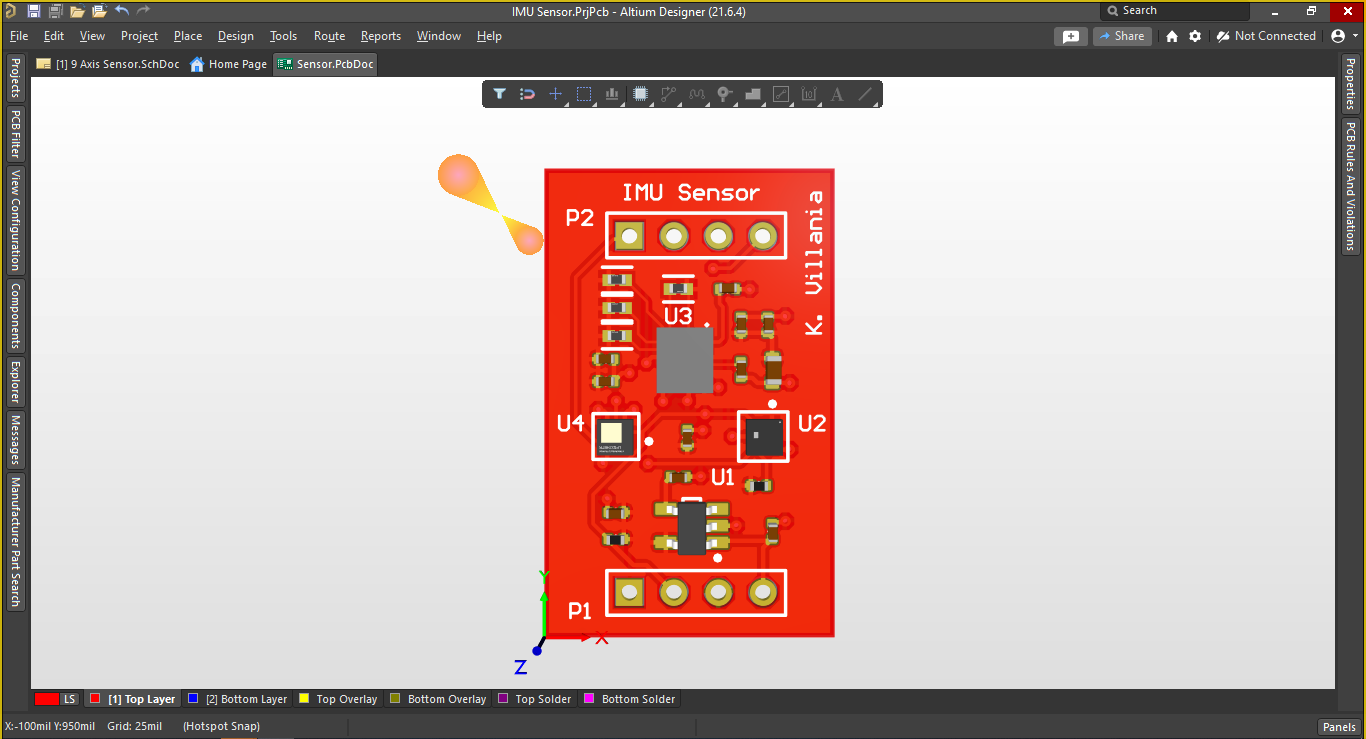 IMU Sensor.PrjPcb - Altium Designer (21.6.4)
Search
File Edit View Project Place Design Tools Route Reports Window Help
Share
Not Connected
[1] 9 Axis Sensor.SchDoc
Home Page
Sensor.PcbDoc
Projects
PCB Filter
View Configuration
Components
Explorer
Messages
Manufacturer Part Search
Properties
PCB Rules And Violations
A
IMU Sensor
P2
K. Villania
U3
U4
U2
U1
P1
Y
X
Z
LS
[1] Top Layer
[2] Bottom Layer
Top Overlay
Bottom Overlay
Top Solder
Bottom Solder
X:-100mil Y:950mil Grid: 25mil (Hotspot Snap)
Panels